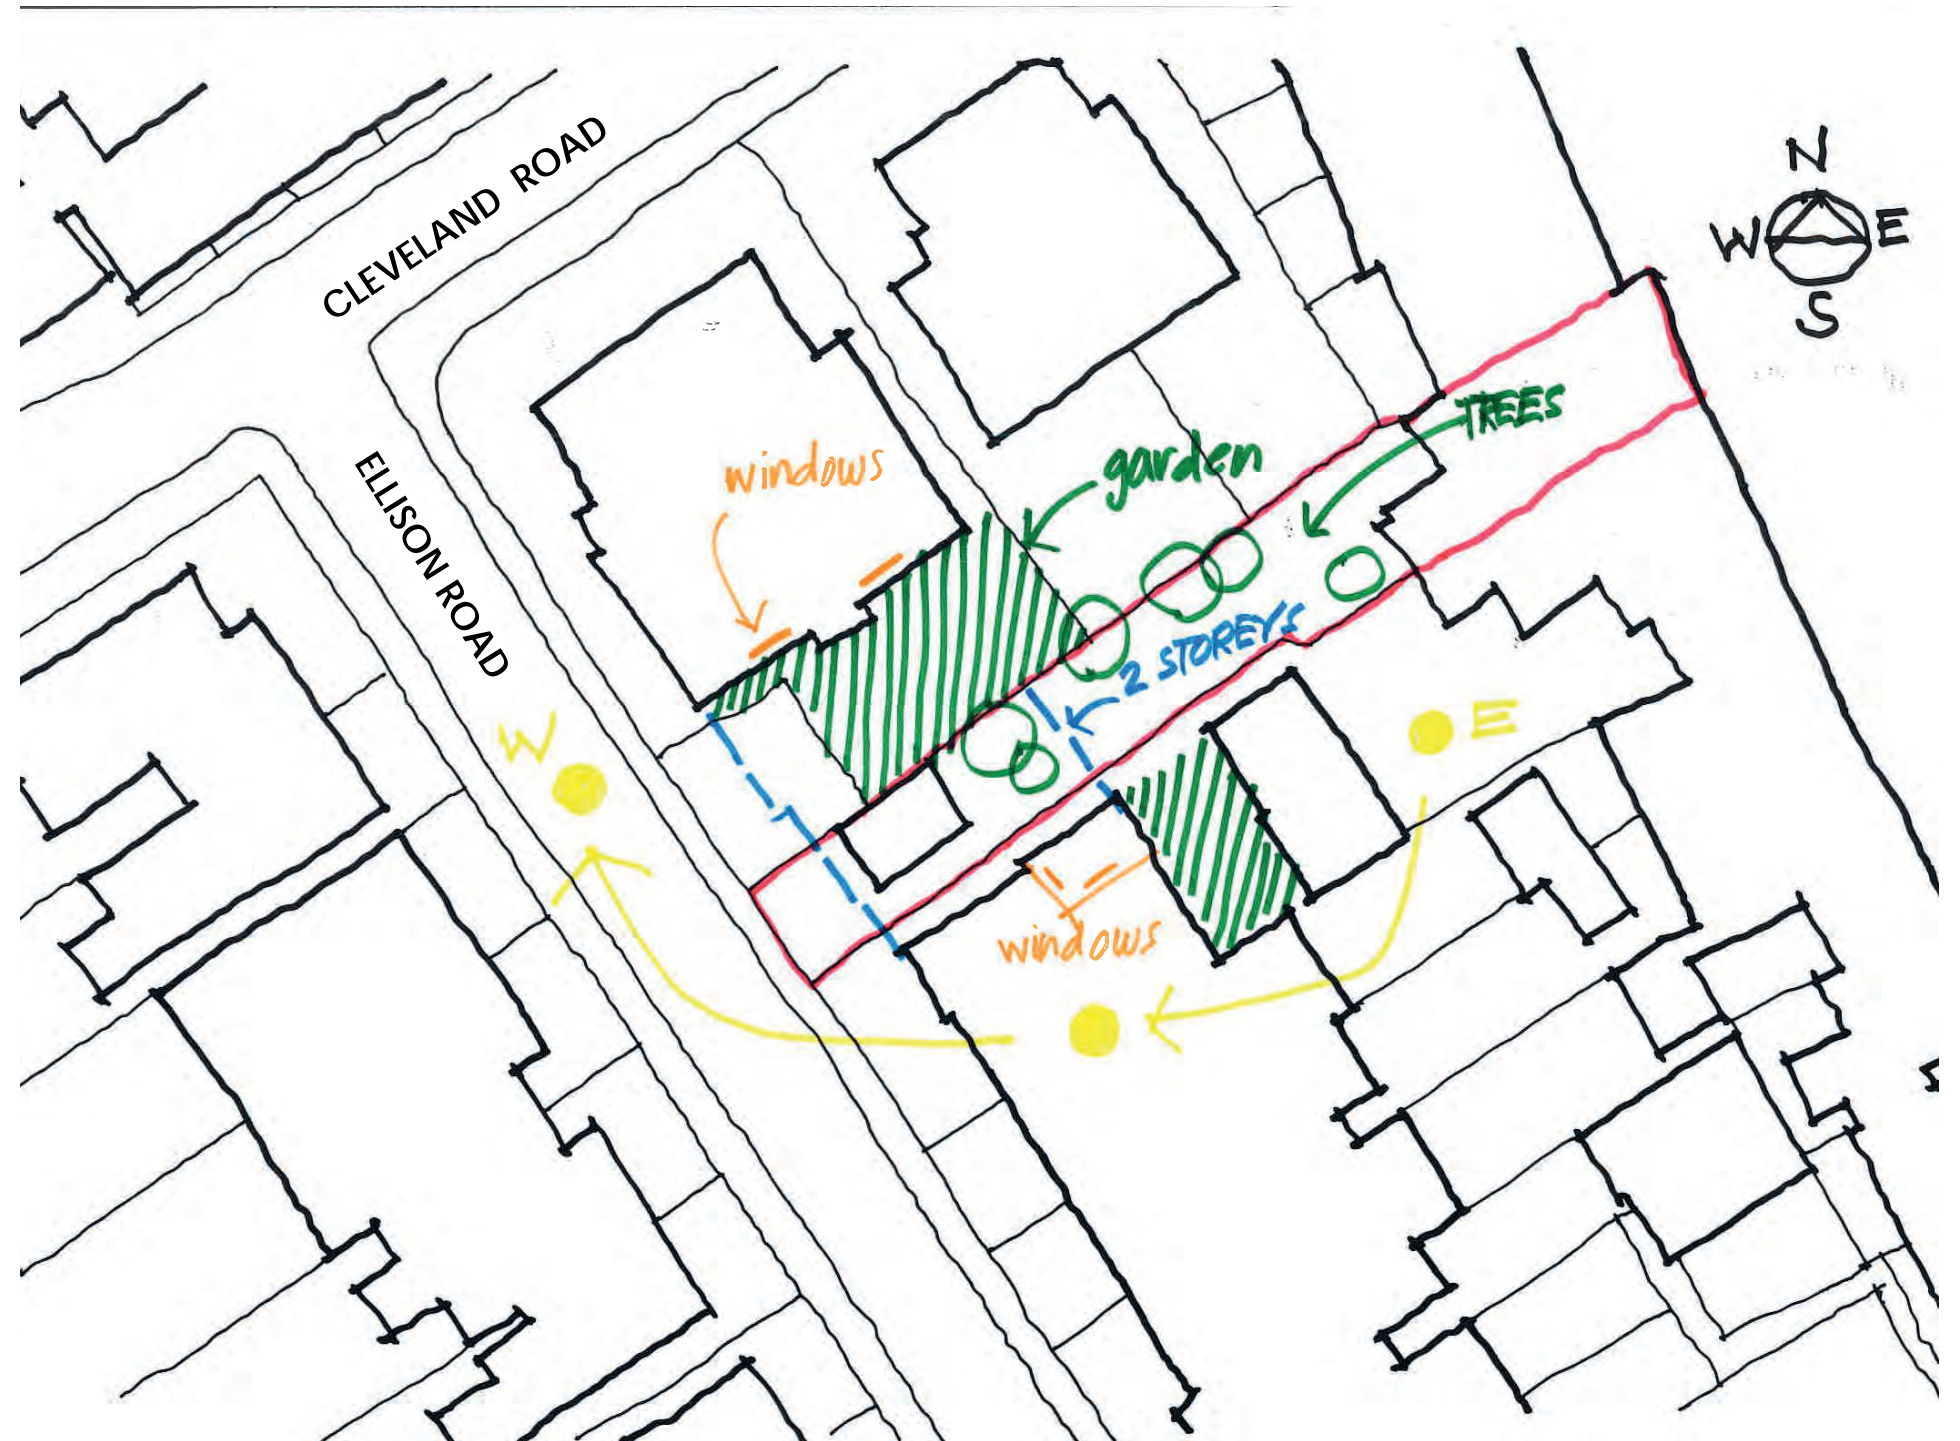 CLEVELAND ROAD
N
W
E
S
TREES
garden
windows
ELLISON ROAD
2 STOREYS
W
E
windows